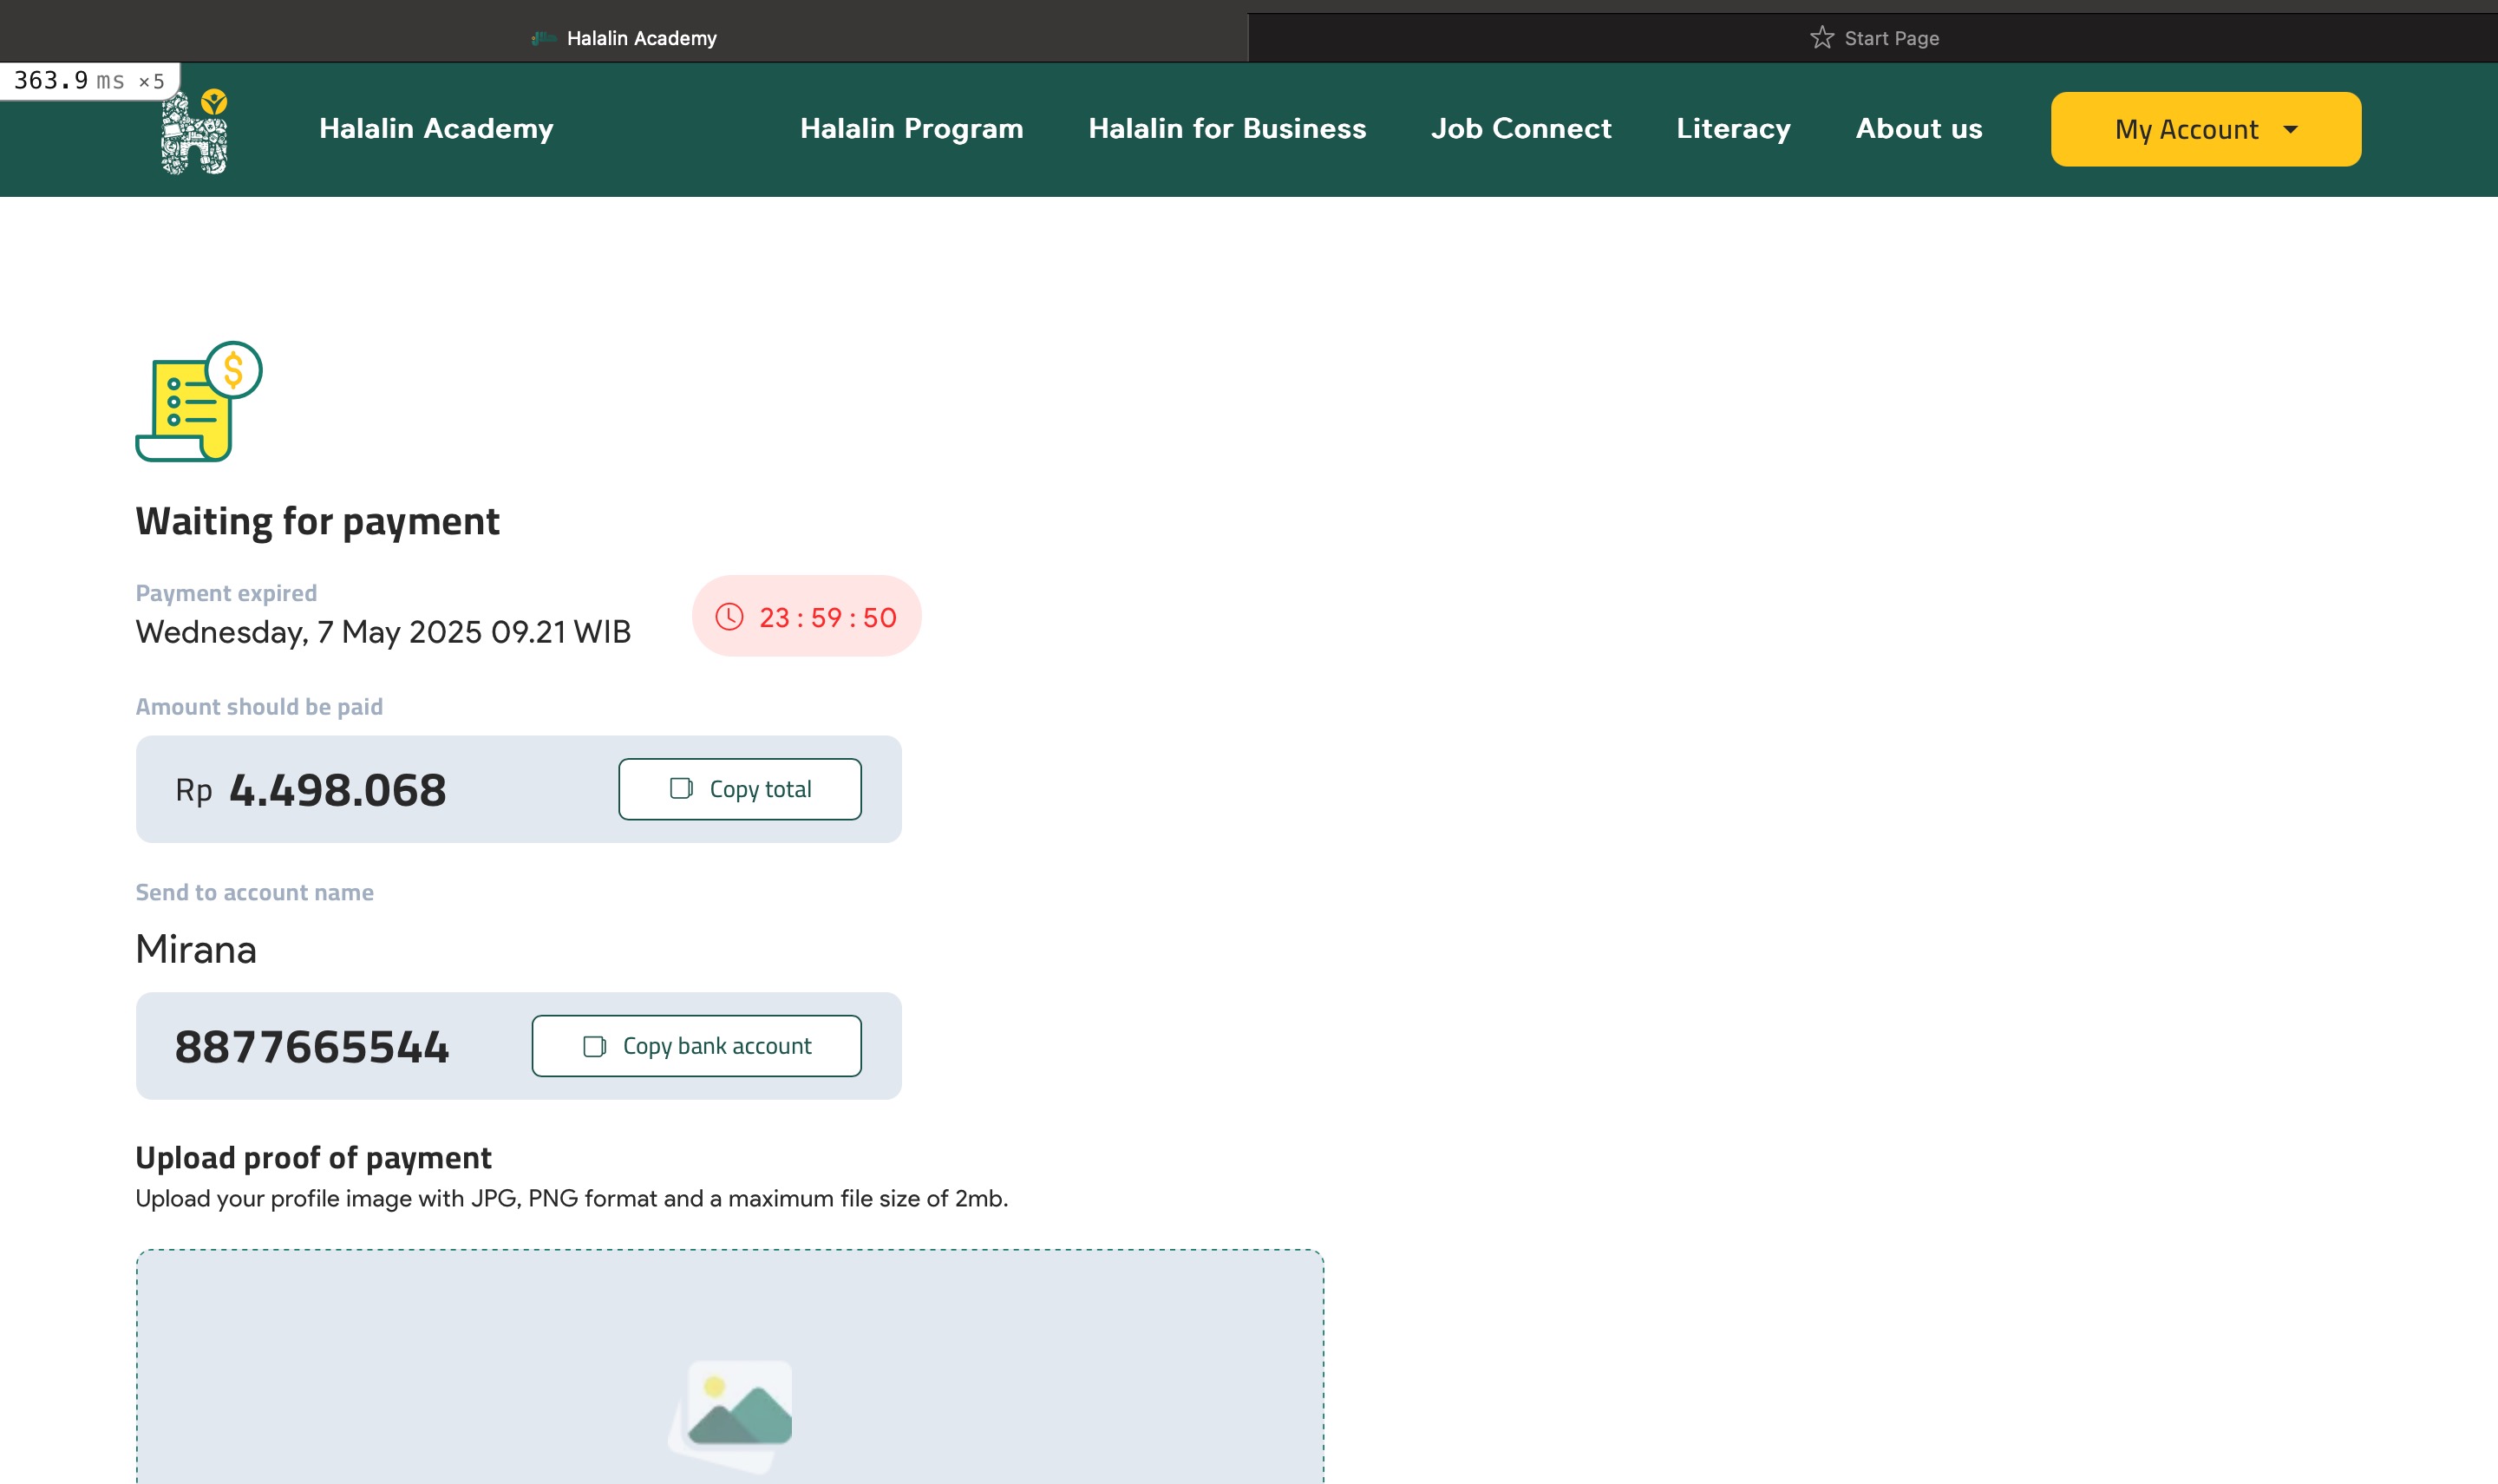 Halalin Academy
Start Page
363.9 ms ×5
Halalin Academy
Halalin Program
Halalin for Business
Job Connect
Literacy
About us
My Account
$
Waiting for payment
Payment expired
Wednesday, 7 May 2025 09.21 WIB
23 : 59 : 50
Amount should be paid
Rp 4.498.068
Copy total
Send to account name
Mirana
8877665544
Copy bank account
Upload proof of payment
Upload your profile image with JPG, PNG format and a maximum file size of 2mb.